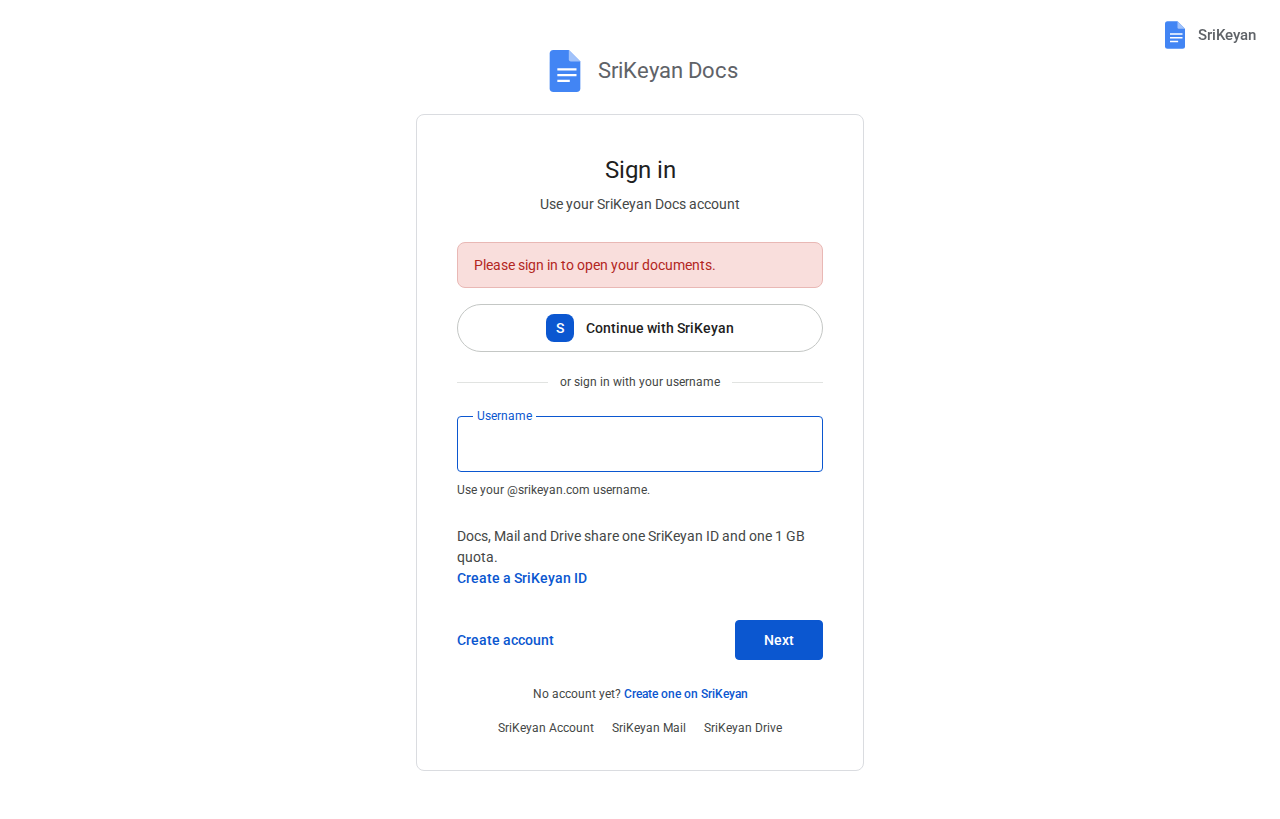 SriKeyan
SriKeyan Docs
Sign in
Use your SriKeyan Docs account
Please sign in to open your documents.
S Continue with SriKeyan
or sign in with your username
Username
Use your @srikeyan.com username.
Docs, Mail and Drive share one SriKeyan ID and one 1 GB
quota.
Create a SriKeyan ID
Create account Next
No account yet? Create one on SriKeyan
SriKeyan Account SriKeyan Mail SriKeyan Drive